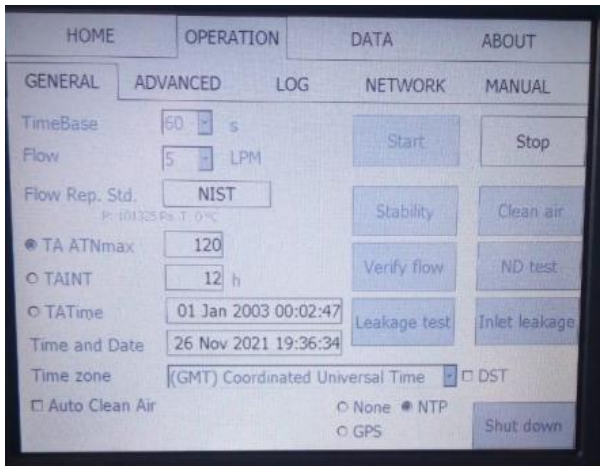 HOME OPERATION DATA ABOUT
GENERAL ADVANCED LOG NETWORK MANUAL
TimeBase 60 s Start Stop
Flow 5 LPM
Flow Rep. Std. NIST Stability Clean air
P: 101325 Pa T: 0 ºC
TA ATNmax 120 Verify flow ND test
TAINT 12 h
TATime 01 Jan 2003 00:02:47 Leakage test Inlet leakage
Time and Date 26 Nov 2021 19:36:34
Time zone (GMT) Coordinated Universal Time DST
Auto Clean Air None NTP
GPS Shut down